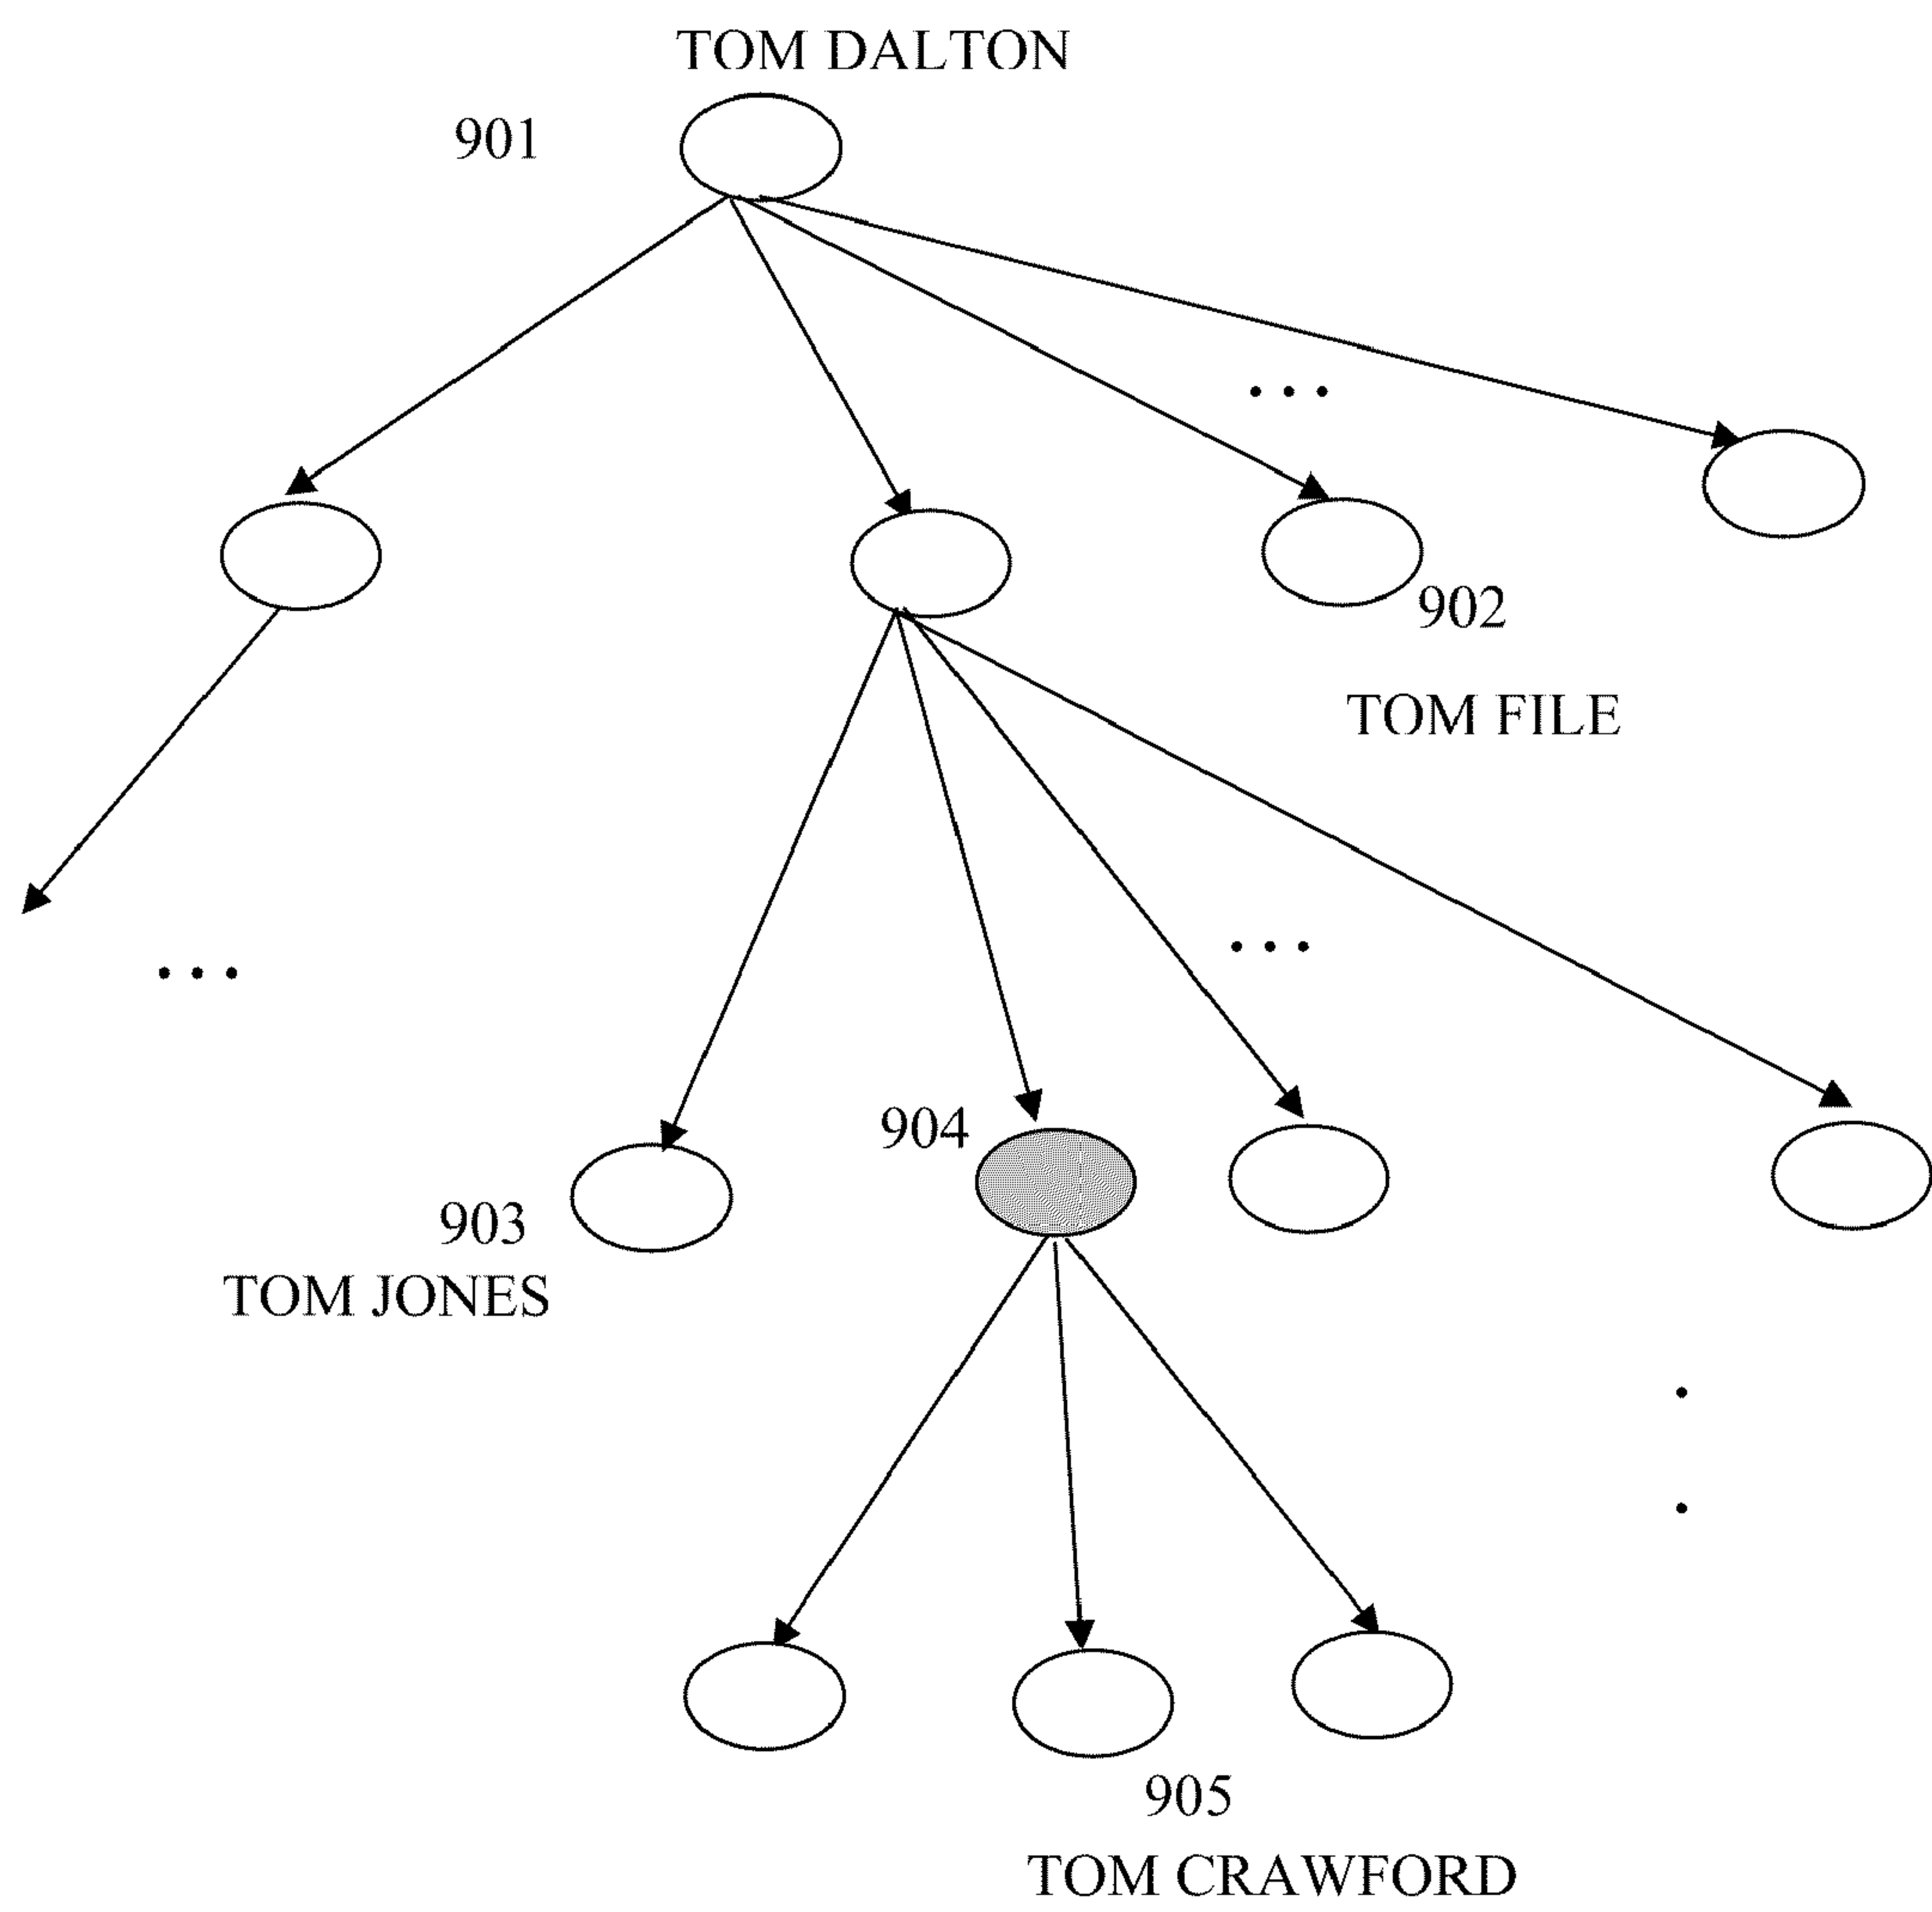 TOM DALTON
901
. . .
902
TOM FILE
. . .
. . .
904
903
TOM JONES
.
.
905
TOM CRAWFORD